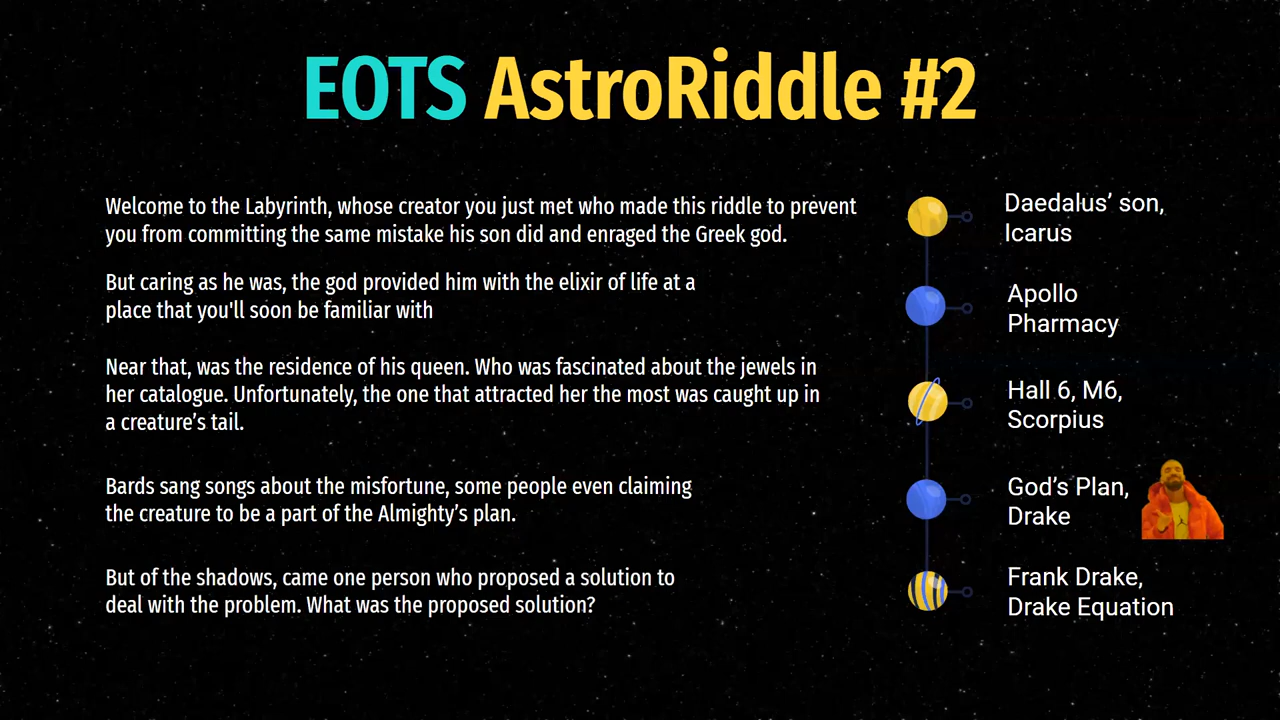 EOTS AstroRiddle #2
Welcome to the Labyrinth, whose creator you just met who made this riddle to prevent
you from committing the same mistake his son did and enraged the Greek god.
Daedalus’ son,
Icarus
But caring as he was, the god provided him with the elixir of life at a
place that you'll soon be familiar with
Apollo
Pharmacy
Near that, was the residence of his queen. Who was fascinated about the jewels in
her catalogue. Unfortunately, the one that attracted her the most was caught up in
a creature’s tail.
Hall 6, M6,
Scorpius
Bards sang songs about the misfortune, some people even claiming
the creature to be a part of the Almighty’s plan.
God’s Plan,
Drake
But of the shadows, came one person who proposed a solution to
deal with the problem. What was the proposed solution?
Frank Drake,
Drake Equation